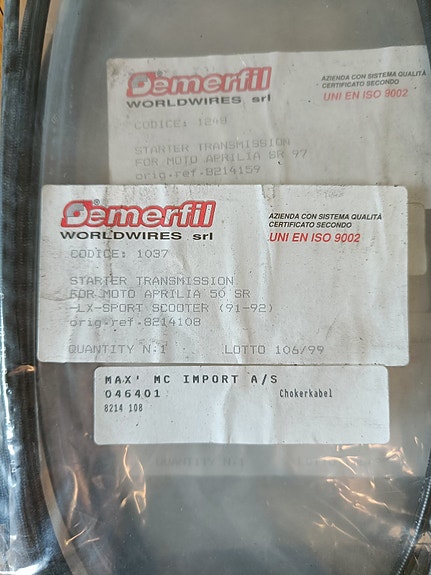 Demerfil
WORLDWIRES srl
AZIENDA CON SISTEMA QUALITÀ
CERTIFICATO SECONDO
UNI EN ISO 9002
CODICE: 1248
STARTER TRANSMISSION
FOR MOTO APRILIA SR 97
orig.ref.8214159
Demerfil
WORLDWIRES srl
AZIENDA CON SISTEMA QUALITÀ
CERTIFICATO SECONDO
UNI EN ISO 9002
CODICE: 1037
STARTER TRANSMISSION
FOR MOTO APRILIA 50 SR
-LX-SPORT SCOOTER (91-92)
orig.ref.8214108
QUANTITY N.1 LOTTO 106/99
MAX' MC IMPORT A/S
046401 Chokerkabel
8214 108
QUANTITY N.1